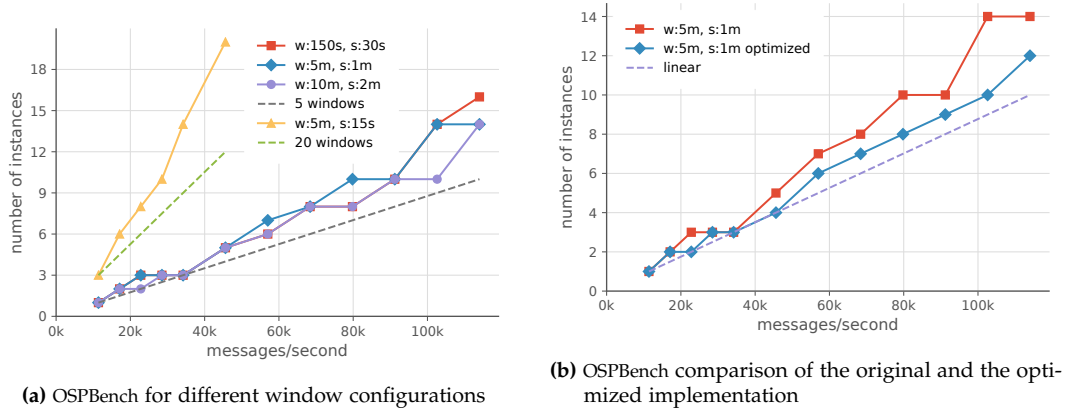 number of instances
18
15
12
9
6
3
0
0k
20k
40k
60k
80k
100k
messages/second
w:150s, s:30s
w:5m, s:1m
w:10m, s:2m
5 windows
w:5m, s:15s
20 windows
(a) OSPBench for different window configurations
number of instances
14
12
10
8
6
4
2
0
0k
20k
40k
60k
80k
100k
messages/second
w:5m, s:1m
w:5m, s:1m optimized
linear
(b) OSPBench comparison of the original and the opti-
mized implementation